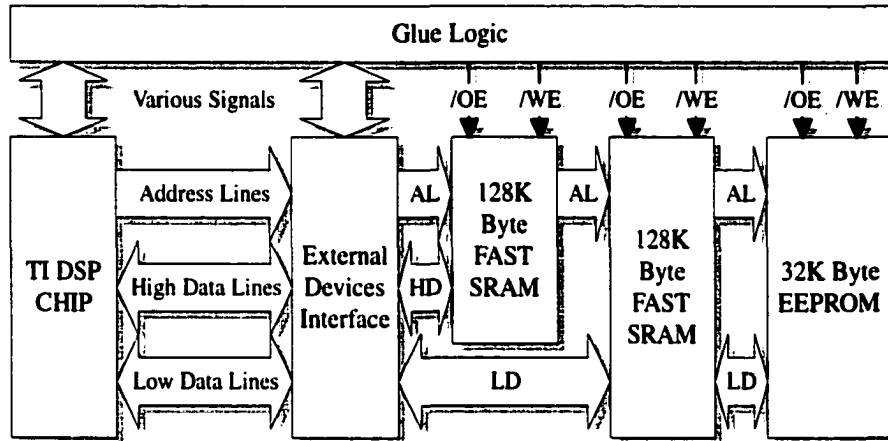 Glue Logic
Various Signals
/OE
/WE
/OE
/WE
/OE
/WE
TI DSP
CHIP
Address Lines
High Data Lines
Low Data Lines
External
Devices
Interface
AL
HD
LD
128K
Byte
FAST
SRAM
AL
128K
Byte
FAST
SRAM
AL
LD
32K Byte
EEPROM